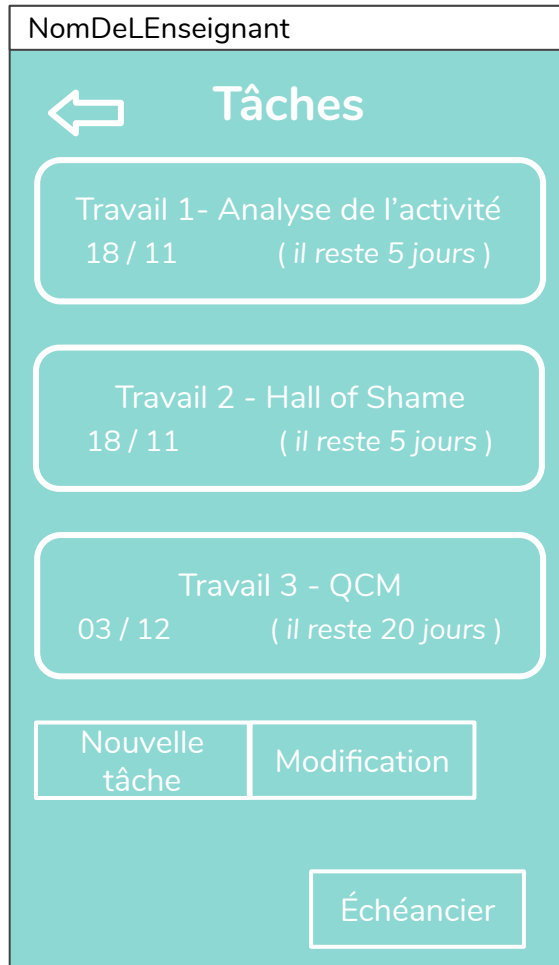 NomDeLEnseignant
Tâches
Travail 1- Analyse de l’activité
18 / 11 ( il reste 5 jours )
Travail 2 - Hall of Shame
18 / 11 ( il reste 5 jours )
Travail 3 - QCM
03 / 12 ( il reste 20 jours )
Nouvelle
tâche
Modification
Échéancier